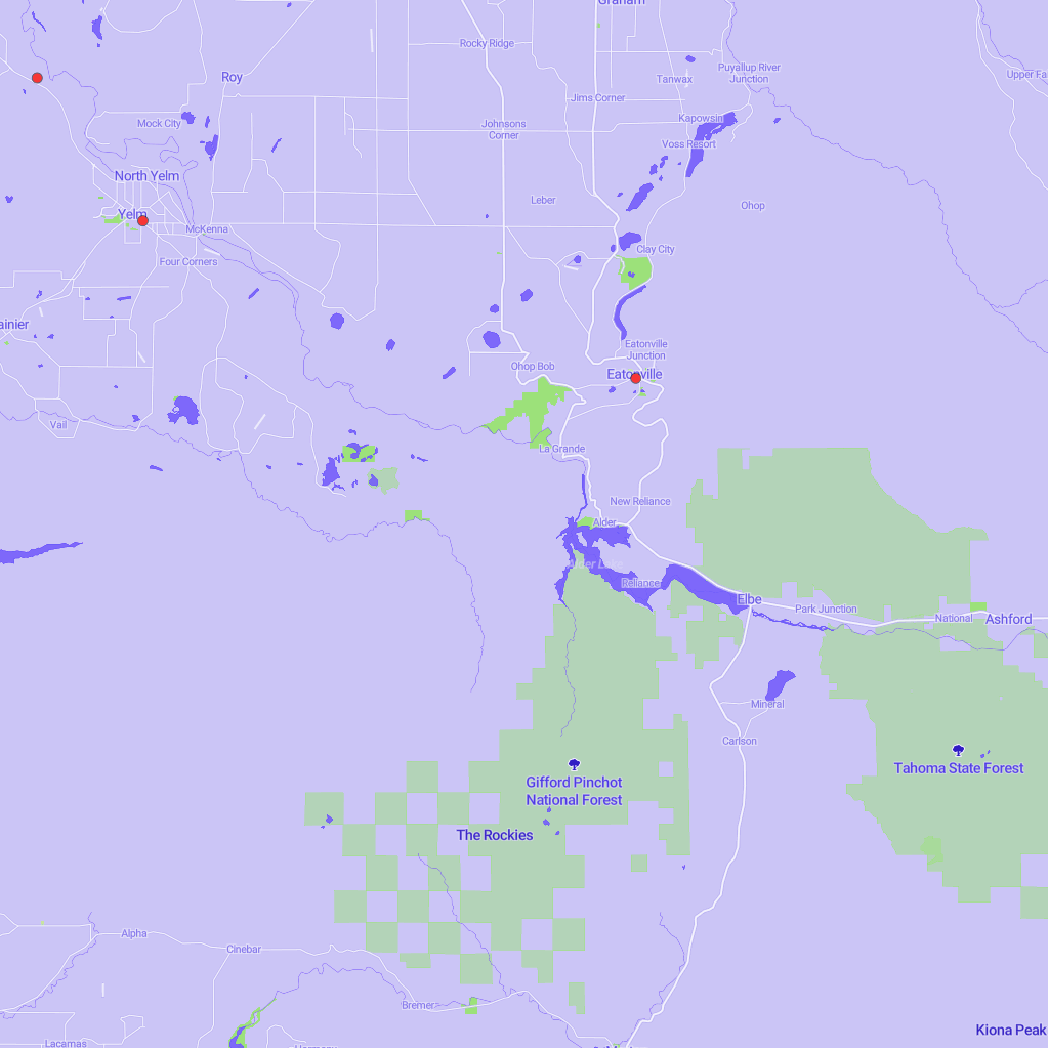 Graham
Rocky Ridge
Puyallup River
Junction
Upper Fa
Roy
Tanwax
Jims Corner
Kapowsin
Mock City
Johnsons
Corner
Voss Resort
North Yelm
Leber
Ohop
Yelm
McKenna
Clay City
Four Corners
ainier
Eatonville
Junction
Ohop Bob
Eatonville
Vail
La Grande
New Reliance
Alder
Alder Lake
Reliance
Elbe
Park Junction
National
Ashford
Mineral
Carlson
Tahoma State Forest
Gifford Pinchot
National Forest
The Rockies
Alpha
Cinebar
Bremer
Kiona Peak
Lacamas